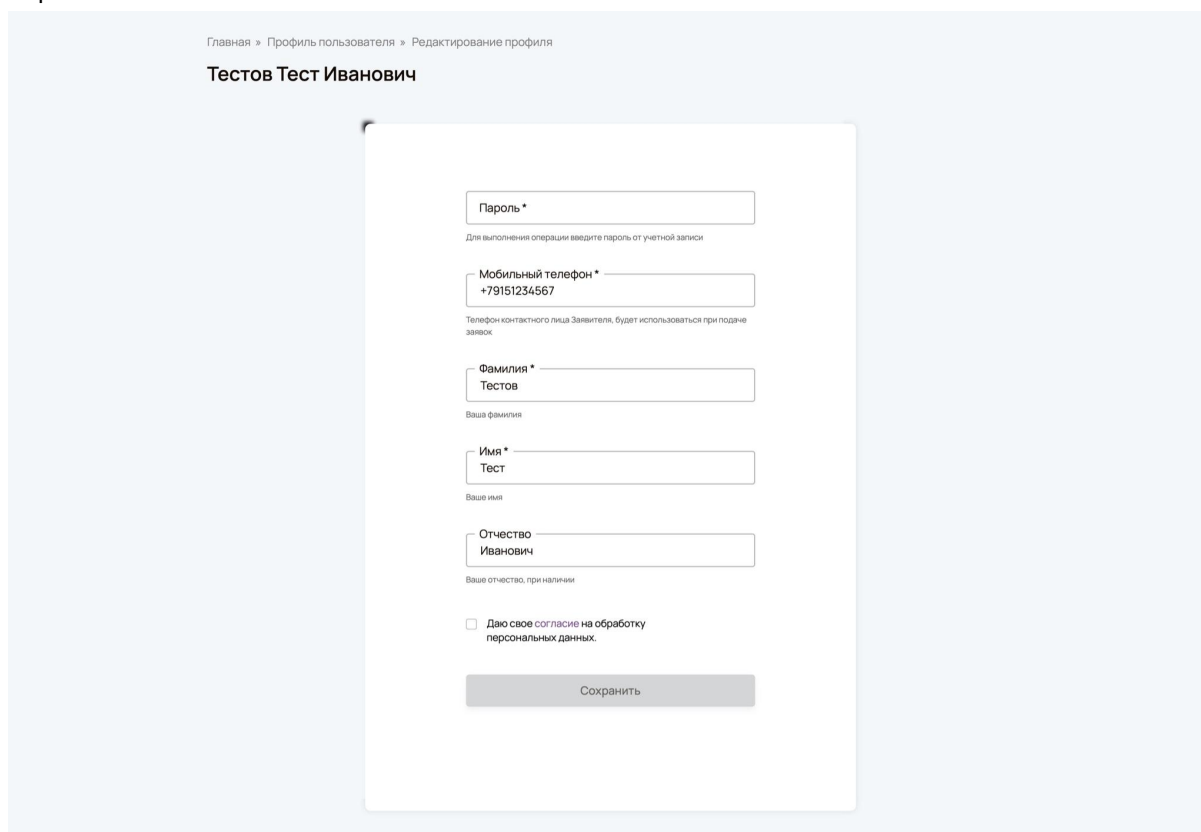 Главная » Профиль пользователя » Редактирование профиля
Тестов Тест Иванович
Пароль *
Для выполнения операции введите пароль от учетной записи
Мобильный телефон *
+79151234567
Телефон контактного лица Заявителя, будет использоваться при подаче
заявок
Фамилия *
Тестов
Ваша фамилия
Имя *
Тест
Ваше имя
Отчество
Иванович
Ваше отчество, при наличии
Даю свое согласие на обработку
персональных данных.
Сохранить